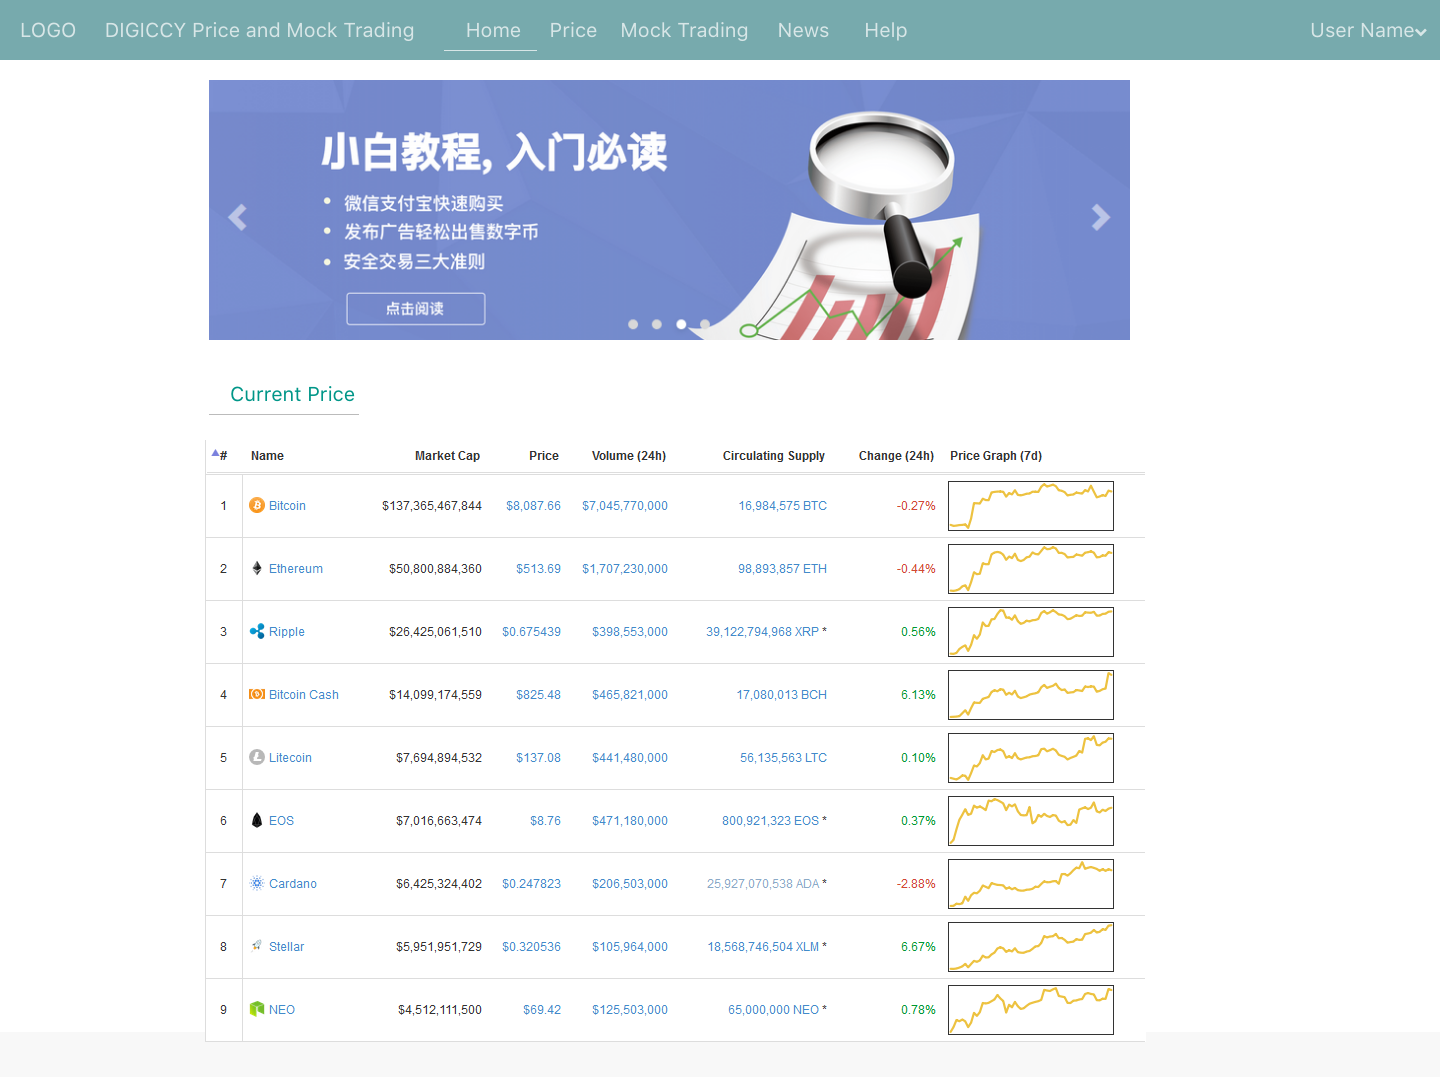 LOGO DIGICCY Price and Mock Trading Home Price Mock Trading News Help User Name
小白教程, 入门必读
• 微信支付宝快速购买
• 发布广告轻松出售数字币
• 安全交易三大准则
点击阅读
Current Price
# Name Market Cap Price Volume (24h) Circulating Supply Change (24h) Price Graph (7d)
1 Bitcoin $137,365,467,844 $8,087.66 $7,045,770,000 16,984,575 BTC -0.27%
2 Ethereum $50,800,884,360 $513.69 $1,707,230,000 98,893,857 ETH -0.44%
3 Ripple $26,425,061,510 $0.675439 $398,553,000 39,122,794,968 XRP * 0.56%
4 Bitcoin Cash $14,099,174,559 $825.48 $465,821,000 17,080,013 BCH 6.13%
5 Litecoin $7,694,894,532 $137.08 $441,480,000 56,135,563 LTC 0.10%
6 EOS $7,016,663,474 $8.76 $471,180,000 800,921,323 EOS * 0.37%
7 Cardano $6,425,324,402 $0.247823 $206,503,000 25,927,070,538 ADA * -2.88%
8 Stellar $5,951,951,729 $0.320536 $105,964,000 18,568,746,504 XLM * 6.67%
9 NEO $4,512,111,500 $69.42 $125,503,000 65,000,000 NEO * 0.78%